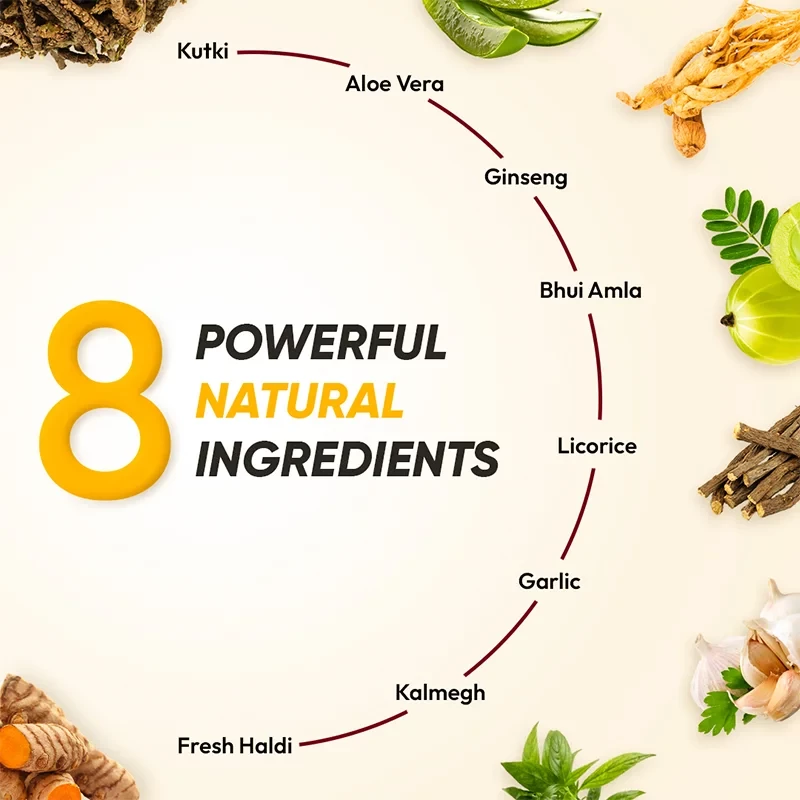 Kutki
Aloe Vera
Ginseng
Bhui Amla
8 POWERFUL
NATURAL
INGREDIENTS
Licorice
Garlic
Kalmegh
Fresh Haldi